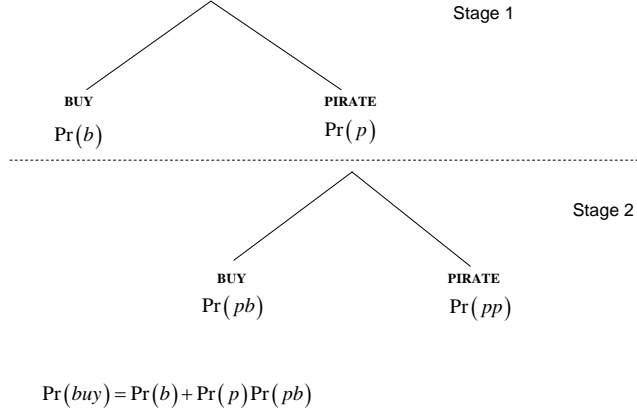 Stage 1
BUY PIRATE
Pr(b) Pr(p)
Stage 2
BUY PIRATE
Pr(pb) Pr(pp)
Pr(buy) = Pr(b) + Pr(p)Pr(pb)